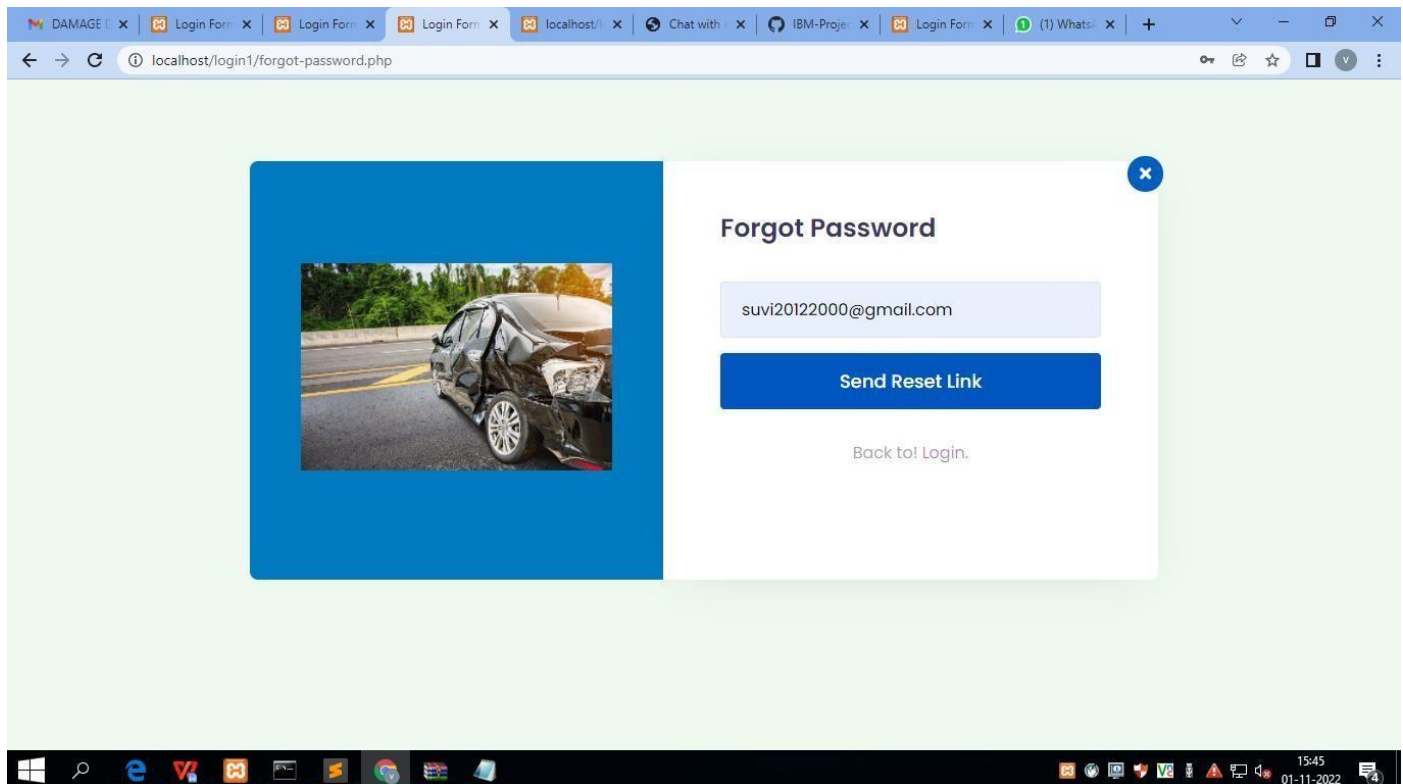 DAMAGE
Login Form
Login Form
Login Form
localhost/
Chat with
IBM-Projec
Login Form
(1) Whats
localhost/login1/forgot-password.php
V
Forgot Password
suvi20122000@gmail.com
Send Reset Link
Back to! Login.
15:45
01-11-2022
4